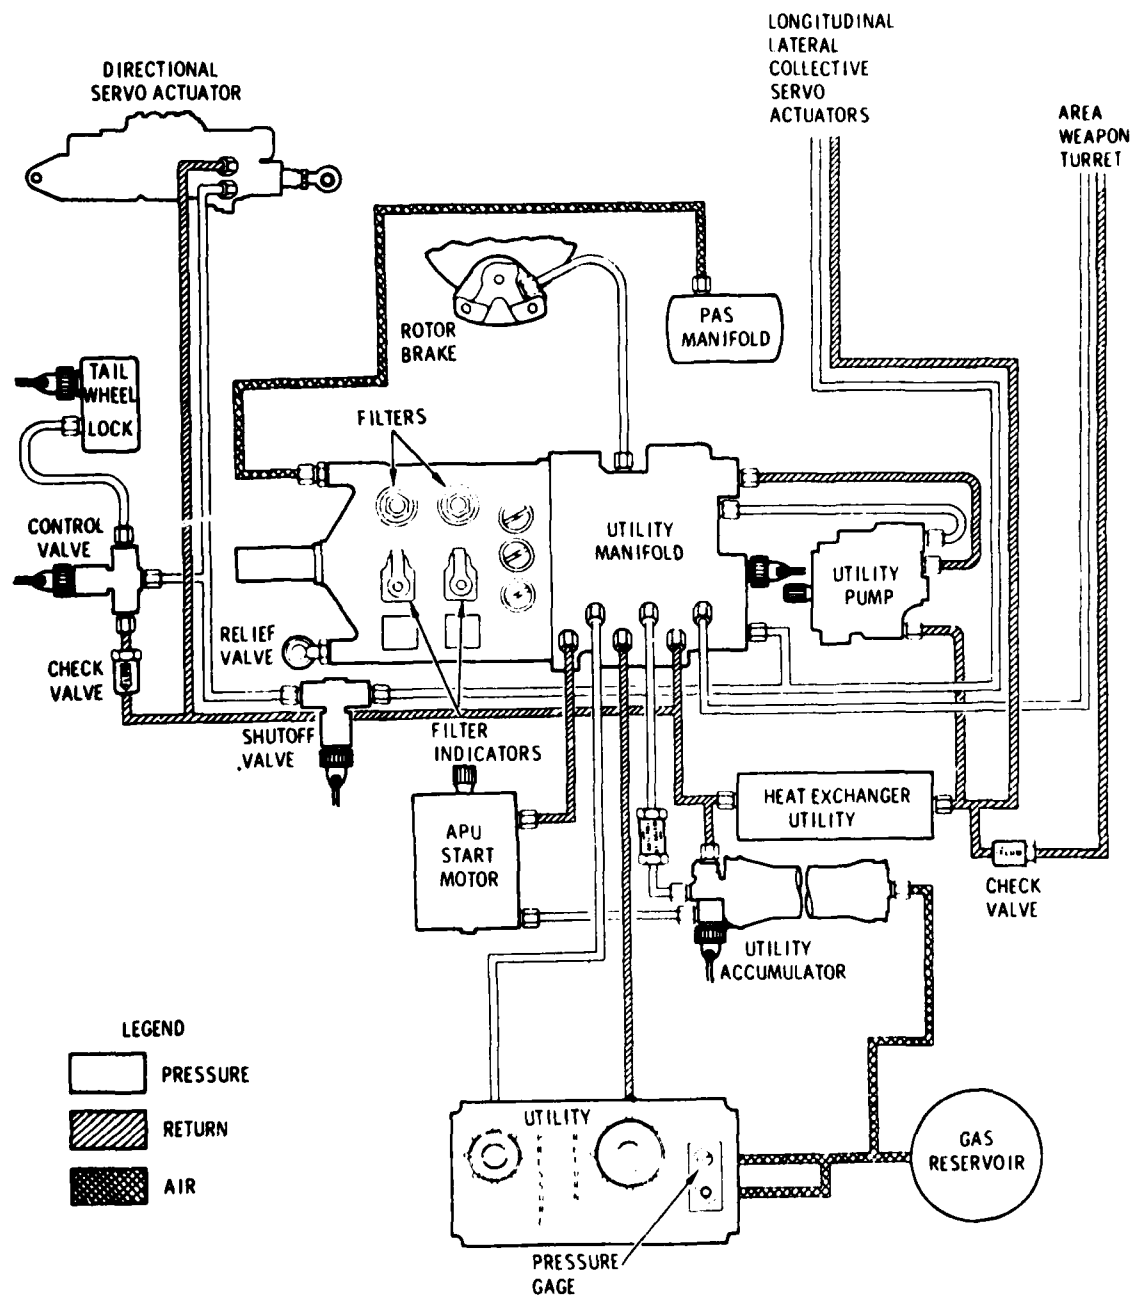 LONGITUDINAL
LATERAL
COLLECTIVE
SERVO
ACTUATORS
DIRECTIONAL
SERVO ACTUATOR
AREA
WEAPON
TURRET
ROTOR
BRAKE
PAS
MANIFOLD
TAIL
WHEEL
LOCK
FILTERS
CONTROL
VALVE
UTILITY
MANIFOLD
UTILITY
PUMP
RELIEF
VALVE
CHECK
VALVE
SHUTOFF
VALVE
FILTER
INDICATORS
HEAT EXCHANGER
UTILITY
APU
START
MOTOR
CHECK
VALVE
UTILITY
ACCUMULATOR
LEGEND
PRESSURE
RETURN
AIR
UTILITY
PRESSURE
RETURN
GAS
RESERVOIR
PRESSURE
GAGE